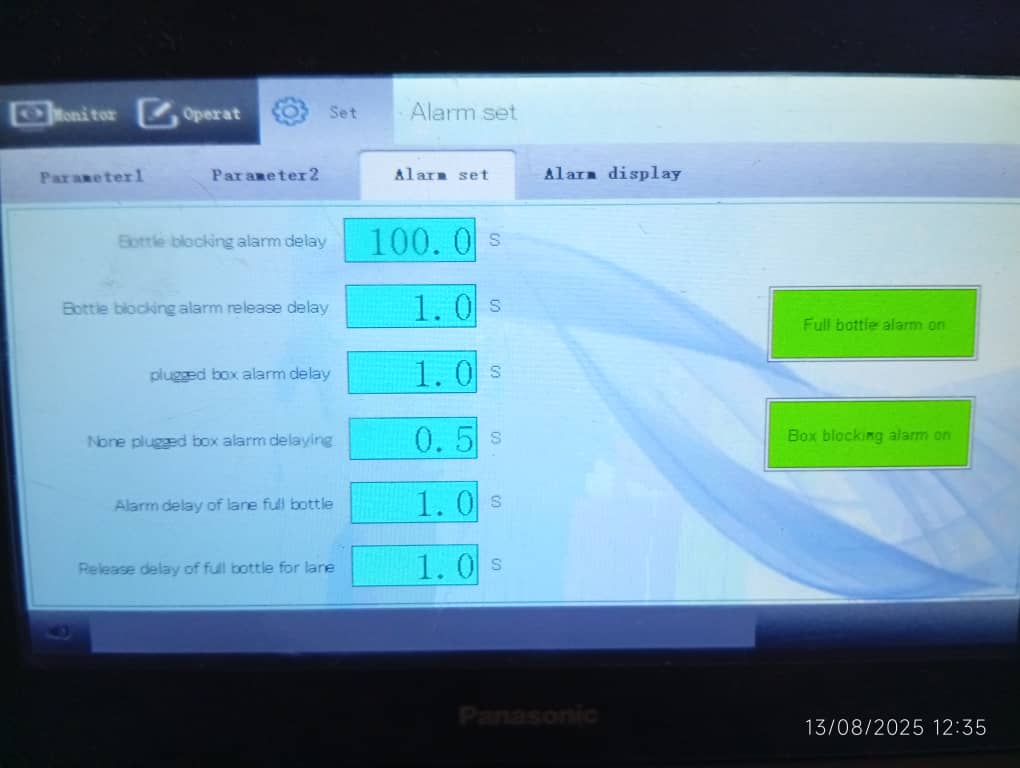 Monitor Operat Set Alarm set
Parameter1 Parameter2 Alarm set Alarm display
Bottle blocking alarm delay 100.0 S
Bottle blocking alarm release delay 1.0 S
Full bottle alarm on
plugged box alarm delay 1.0 S
None plugged box alarm delaying 0.5 S
Box blocking alarm on
Alarm delay of lane full bottle 1.0 S
Release delay of full bottle for lane 1.0 S
Panasonic
13/08/2025 12:35